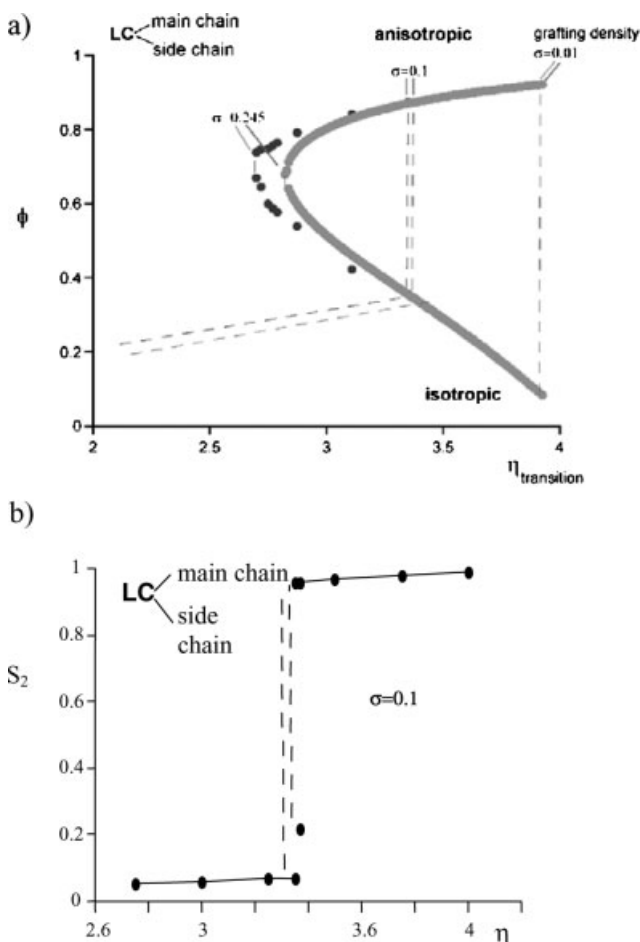 a)
LC main chain
side chain
anisotropic
grafting density
σ=0.01
σ=0.1
σ 0.245
1
0.8
0.6
ϕ
0.4
0.2
0
isotropic
2
2.5
3
3.5
4
η transition
b)
LC main chain
side
chain
1
0.8
S2
0.6
σ=0.1
0.4
0.2
0
2.6
3
3.6
4
η